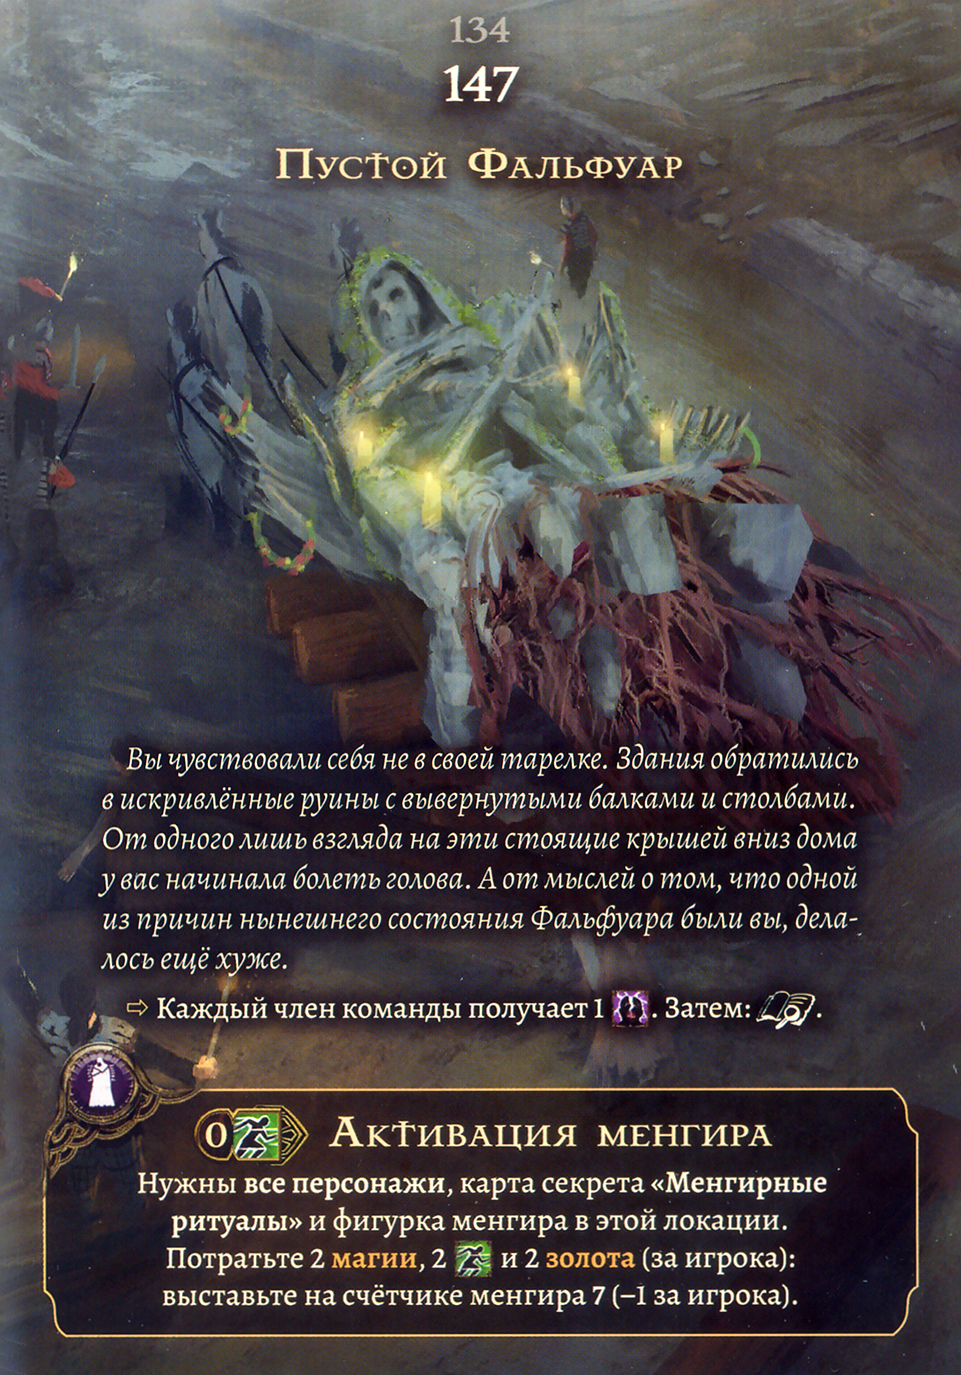 134
147
Пустой Фальфуар
Вы чувствовали себя не в своей тарелке. Здания обратились
в искривлённые руины с вывернутыми балками и столбами.
От одного лишь взгляда на эти стоящие крышей вниз дома
у вас начинала болеть голова. А от мыслей о том, что одной
из причин нынешнего состояния Фальфуара были вы, дела-
лось ещё хуже.
⇨ Каждый член команды получает 1 . Затем: .
0 Активация менгира
Нужны все персонажи, карта секрета «Менгирные
ритуалы» и фигурка менгира в этой локации.
Потратьте 2 магии, 2 и 2 золота (за игрока):
выставьте на счётчике менгира 7 (–1 за игрока).